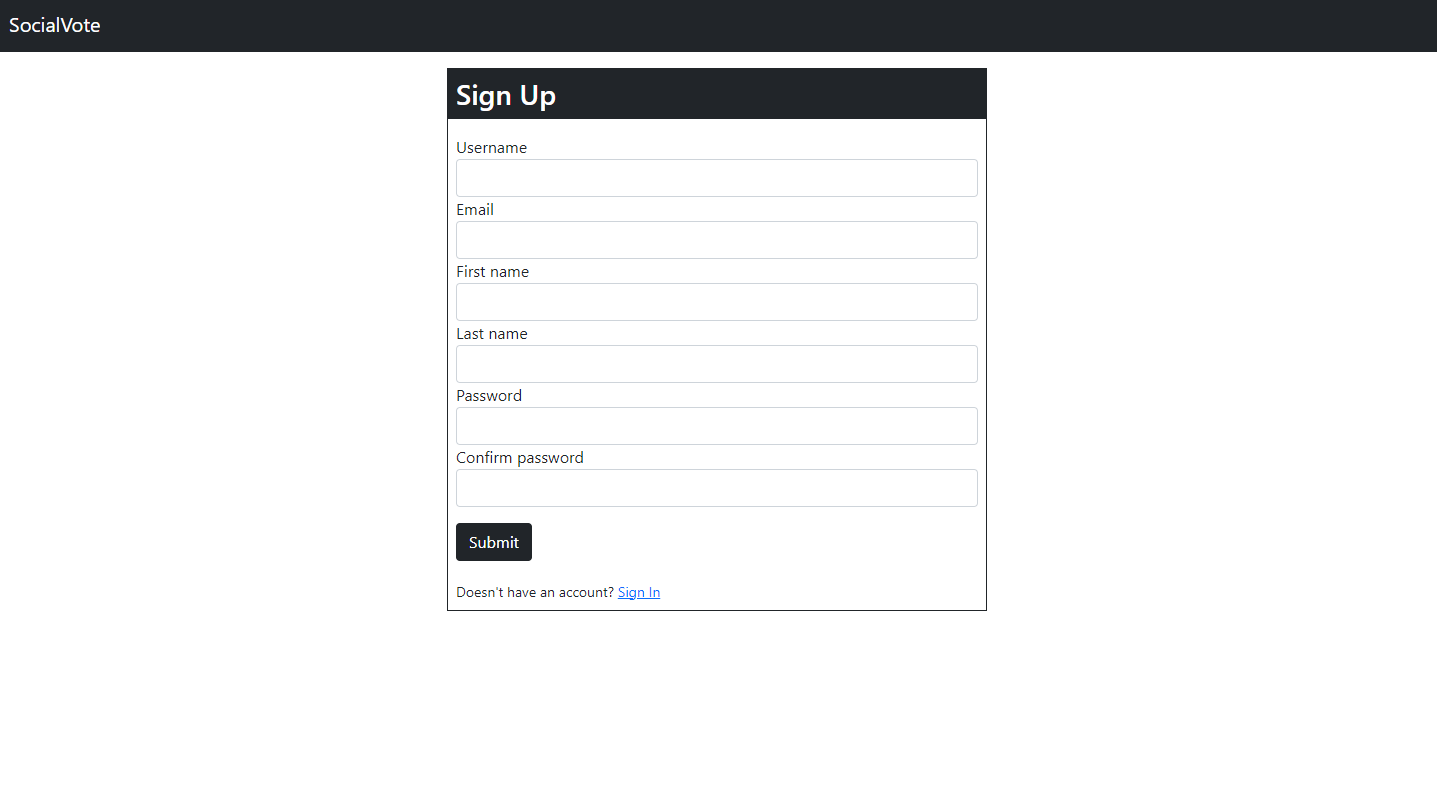 SocialVote
Sign Up
Username
Email
First name
Last name
Password
Confirm password
Submit
Doesn't have an account? Sign In